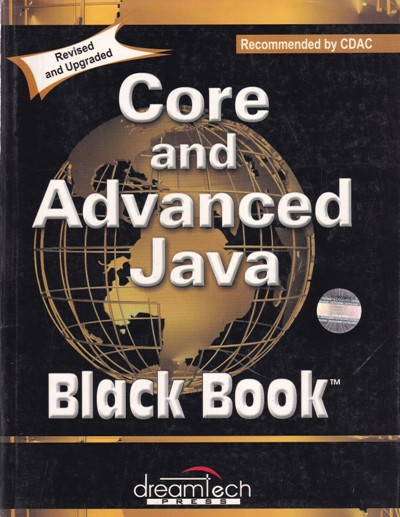 Revised
and Upgraded
Recommended by CDAC
Core
and
Advanced
Java
Black Book™
dreamtech
PRESS